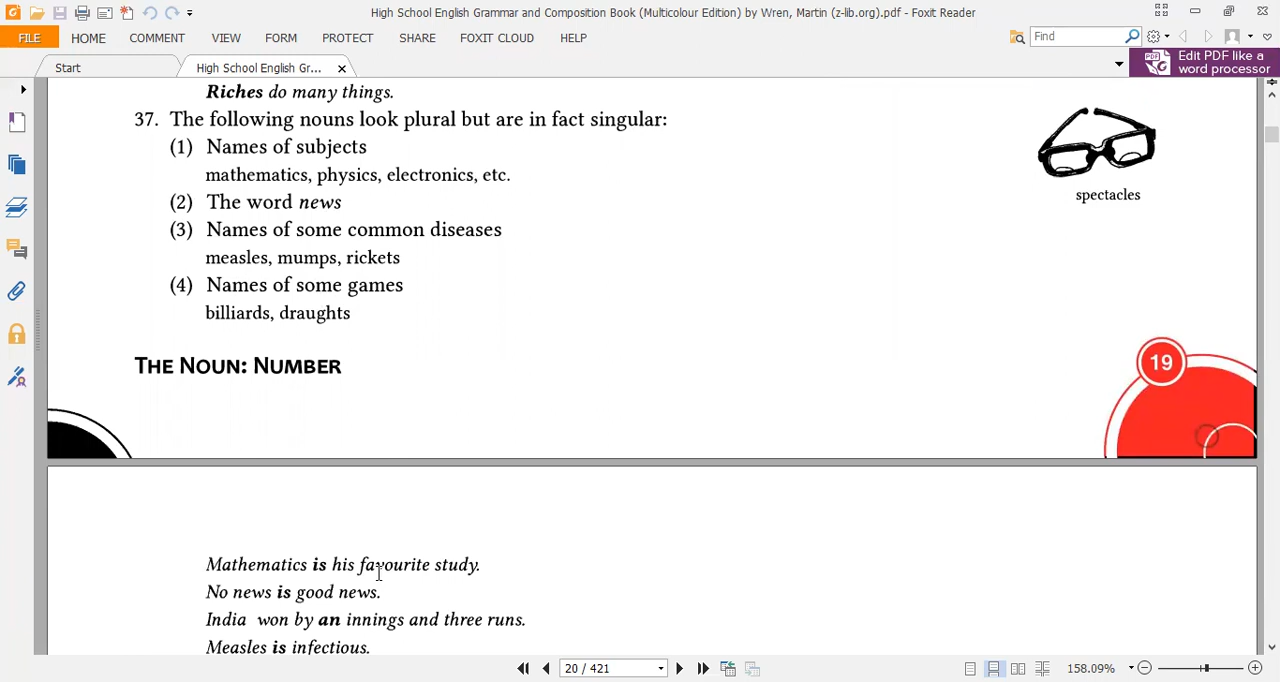 High School English Grammar and Composition Book (Multicolour Edition) by Wren, Martin (z-lib.org).pdf - Foxit Reader
FILE HOME COMMENT VIEW FORM PROTECT SHARE FOXIT CLOUD HELP Find
Start High School English Gr... Edit PDF like a
word processor
Riches do many things.
37. The following nouns look plural but are in fact singular:
(1) Names of subjects
mathematics, physics, electronics, etc.
spectacles
(2) The word news
(3) Names of some common diseases
measles, mumps, rickets
(4) Names of some games
billiards, draughts
THE NOUN: NUMBER
19
Mathematics is his favourite study.
No news is good news.
India won by an innings and three runs.
Measles is infectious.
20 / 421 158.09%